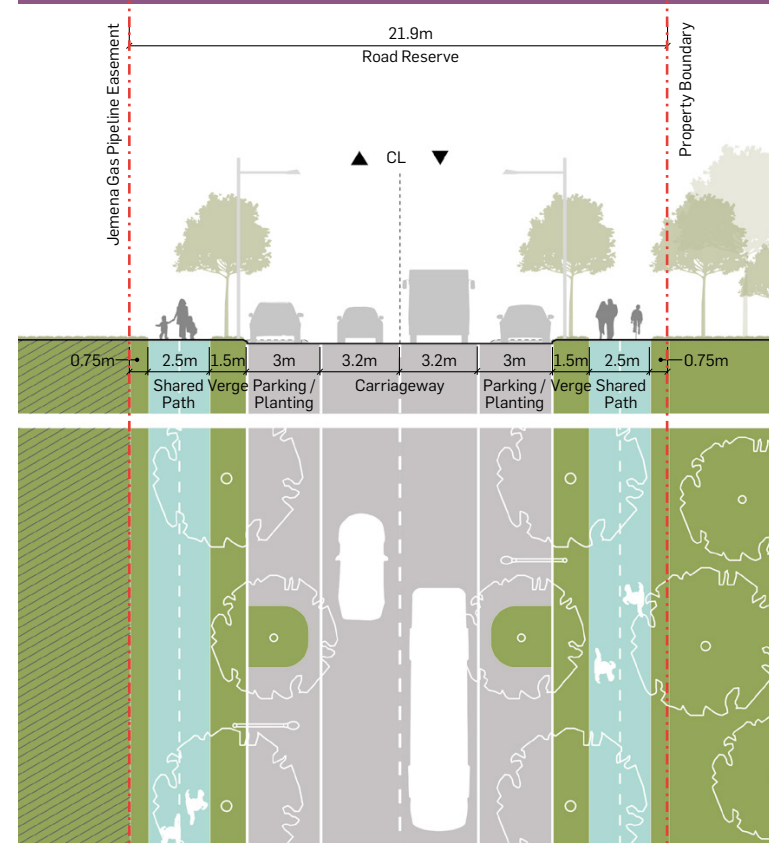 21.9m
Road Reserve
Jemena Gas Pipeline Easement
Property Boundary
▲ CL ▼
0.75m 2.5m 1.5m 3m 3.2m 3.2m 3m 1.5m 2.5m 0.75m
Shared Verge Parking / Carriageway Parking / Verge Shared
Path Planting Planting Path